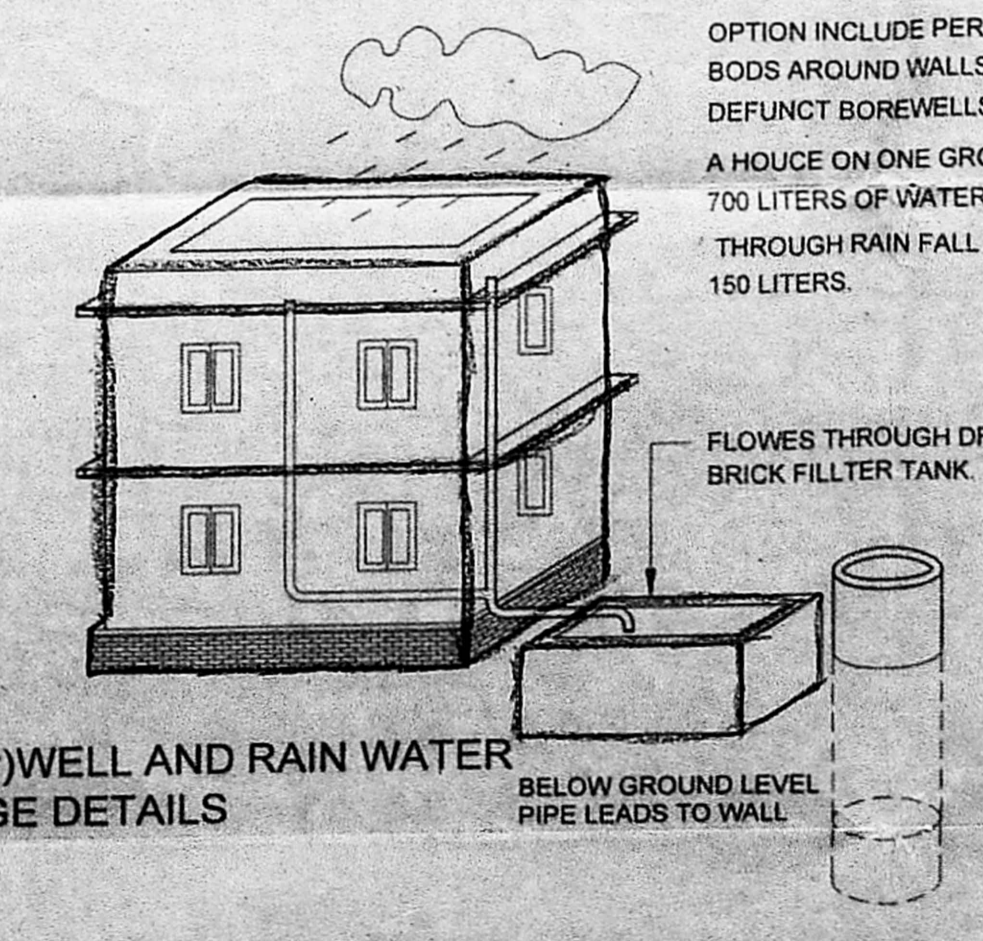 OPTION INCLUDE PER
BODS AROUND WALLS
DEFUNCT BOREWELLS
A HOUCE ON ONE GRO
700 LITERS OF WATER
THROUGH RAIN FALL
150 LITERS.
FLOWES THROUGH DR
BRICK FILLTER TANK.
)WELL AND RAIN WATER
GE DETAILS
BELOW GROUND LEVEL
PIPE LEADS TO WALL